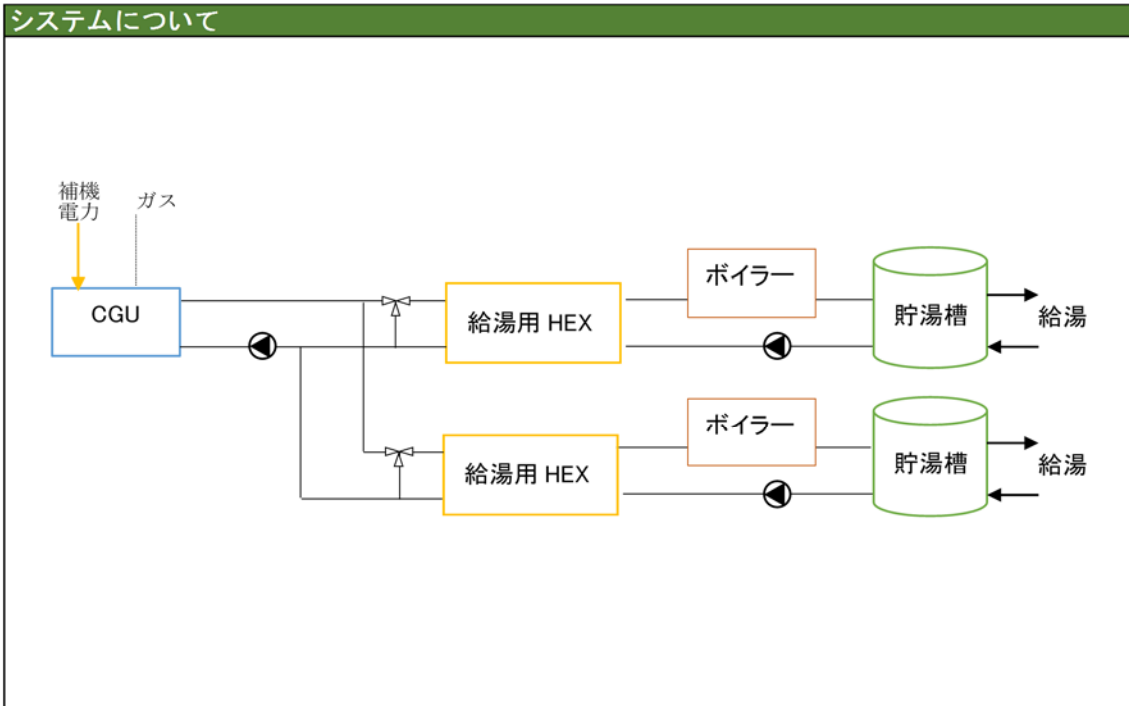 システムについて
補機
電力
ガス
CGU
給湯用 HEX
ボイラー
貯湯槽
給湯
給湯用 HEX
ボイラー
貯湯槽
給湯